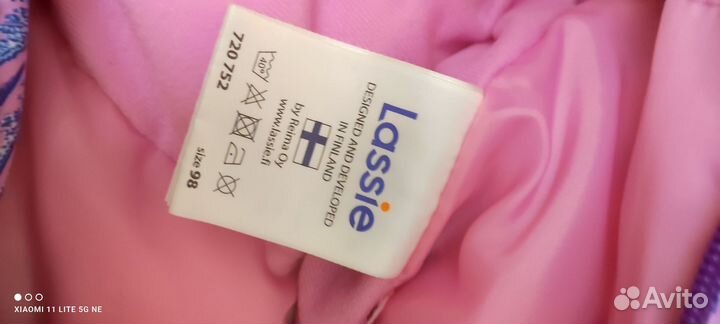 Lassie
DESIGNED AND DEVELOPED
IN FINLAND
by Reima Oy
www.lassie.fi
40°
720 752
size 98
XIAOMI 11 LITE 5G NE
Avito